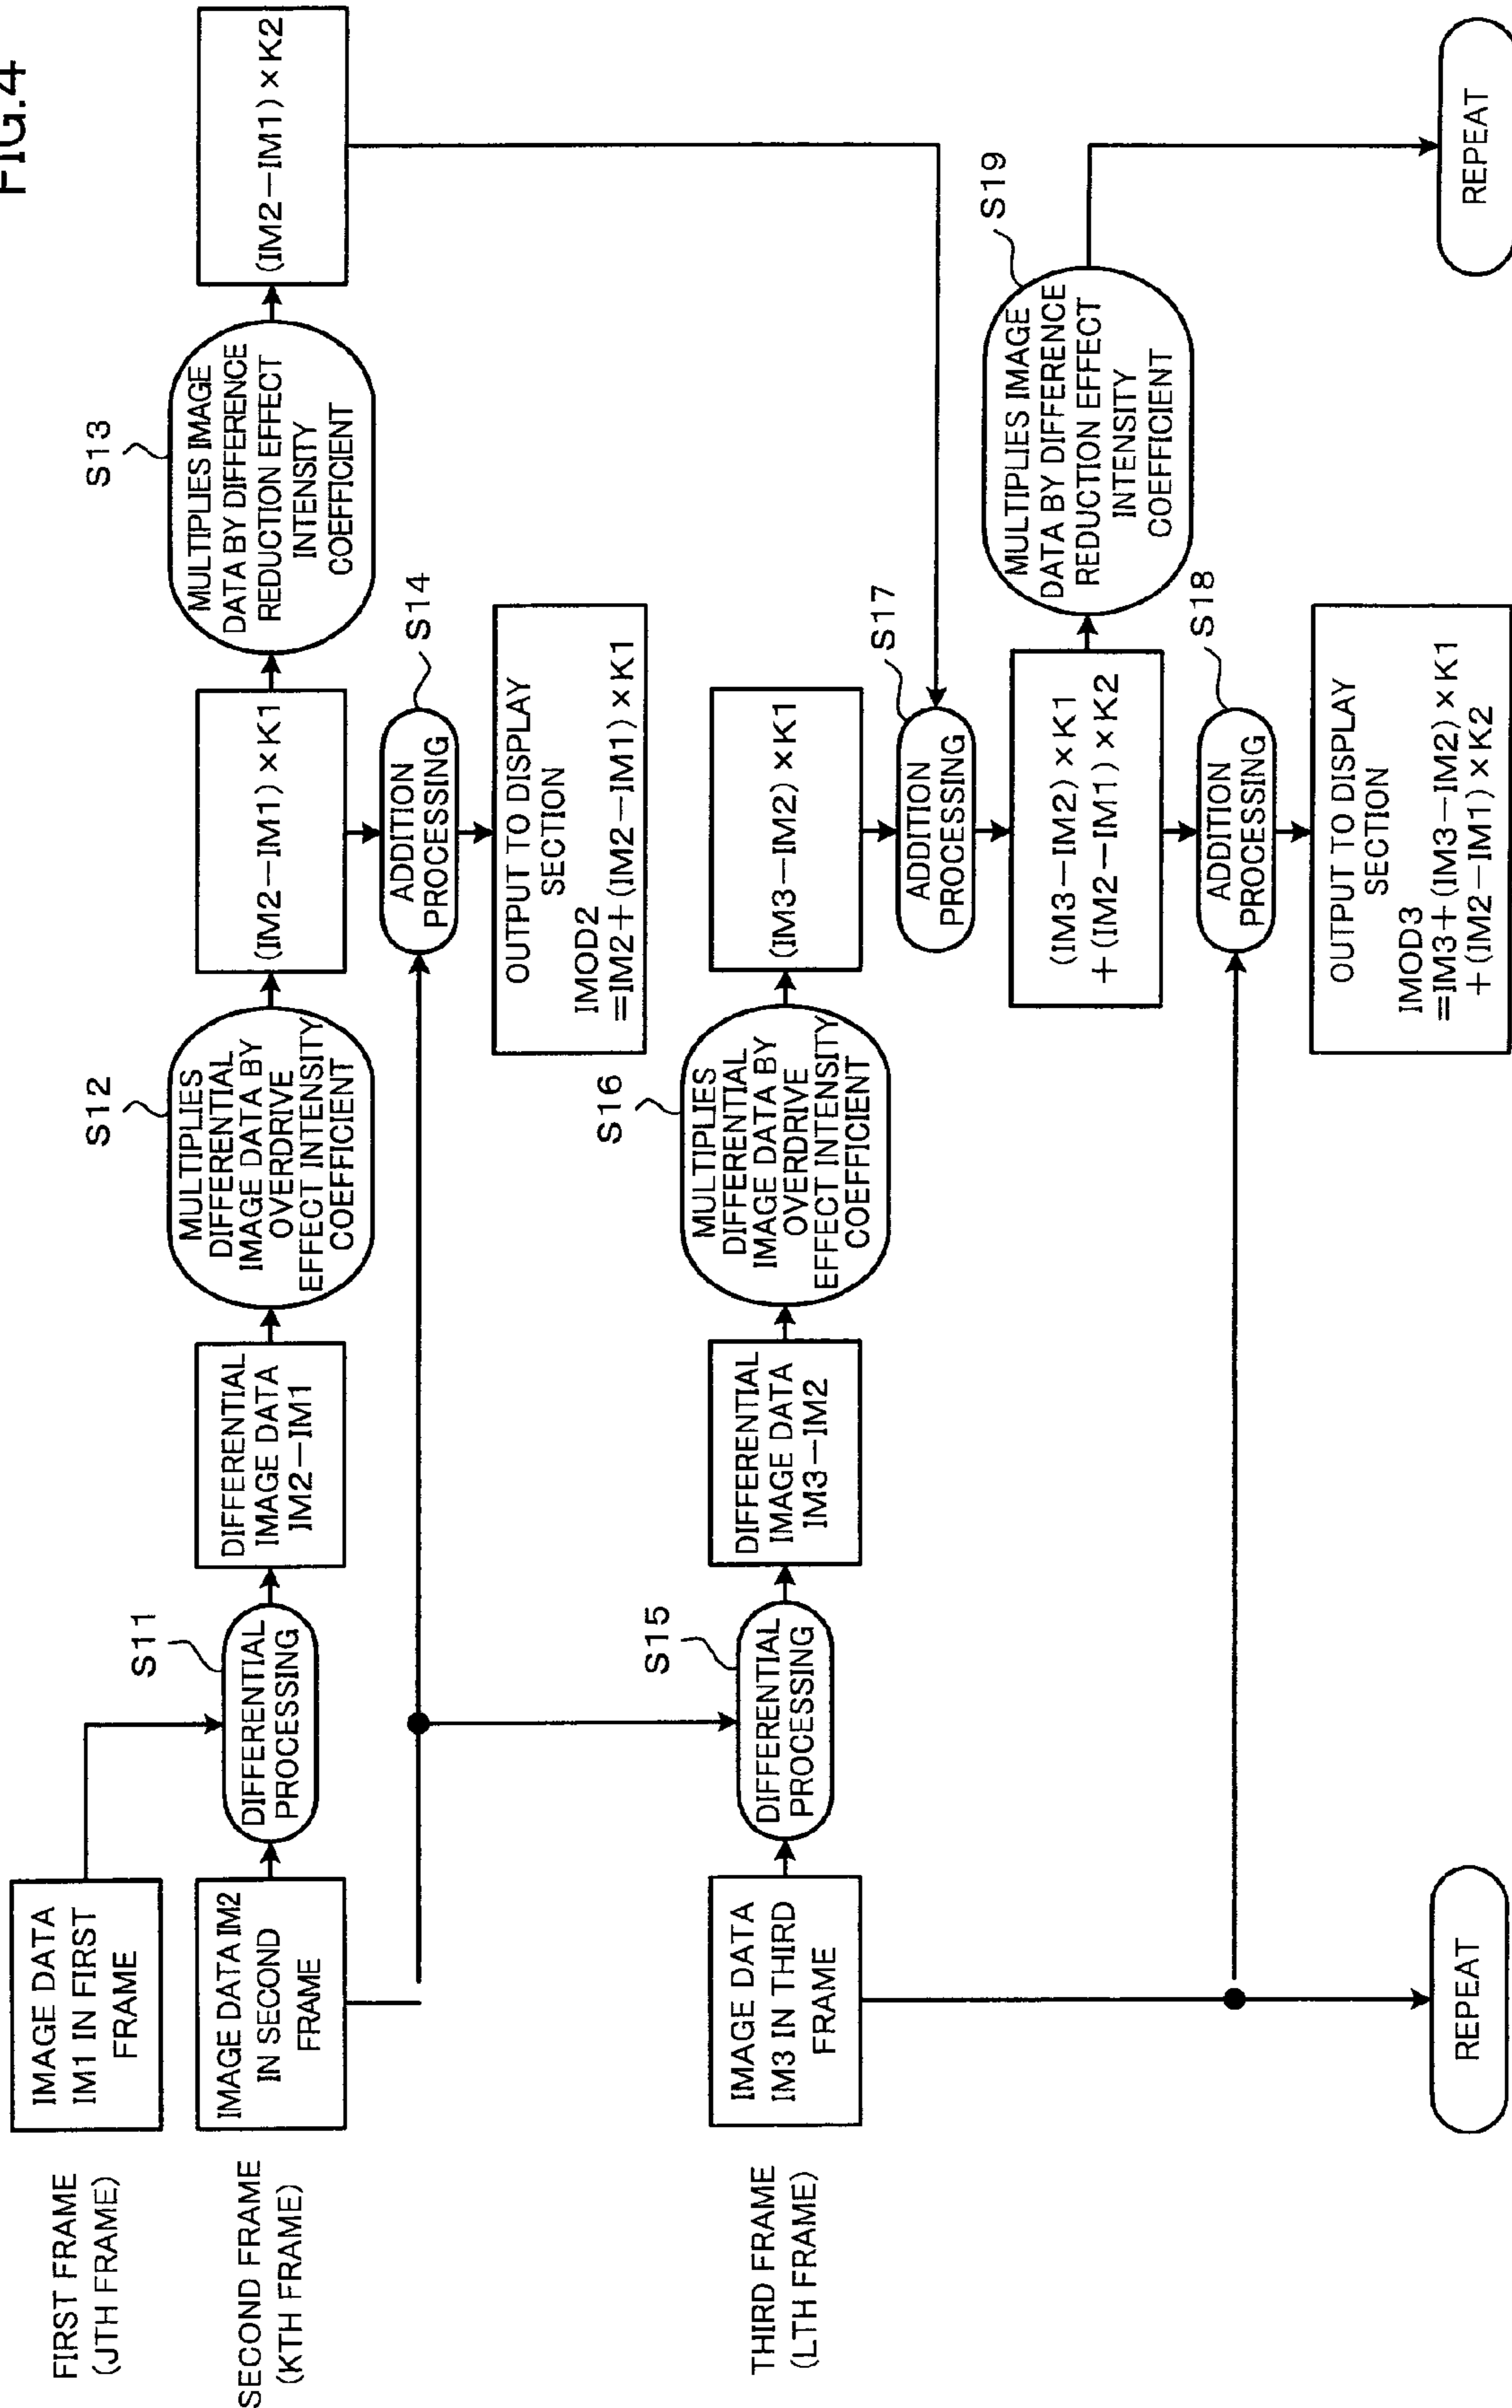 FIG.4
FIRST FRAME
(JTH FRAME)
IMAGE DATA
IM1 IN FIRST
FRAME
SECOND FRAME
(KTH FRAME)
IMAGE DATA IM2
IN SECOND
FRAME
S11
DIFFERENTIAL
PROCESSING
DIFFERENTIAL
IMAGE DATA
IM2−IM1
S12
MULTIPLIES
DIFFERENTIAL
IMAGE DATA BY
OVERDRIVE
EFFECT INTENSITY
COEFFICIENT
(IM2−IM1)×K1
S13
MULTIPLIES IMAGE
DATA BY DIFFERENCE
REDUCTION EFFECT
INTENSITY
COEFFICIENT
(IM2−IM1)×K2
S14
ADDITION
PROCESSING
OUTPUT TO DISPLAY
SECTION
IMOD2
=IM2+(IM2−IM1)×K1
THIRD FRAME
(LTH FRAME)
IMAGE DATA
IM3 IN THIRD
FRAME
S15
DIFFERENTIAL
PROCESSING
DIFFERENTIAL
IMAGE DATA
IM3−IM2
S16
MULTIPLIES
DIFFERENTIAL
IMAGE DATA BY
OVERDRIVE
EFFECT INTENSITY
COEFFICIENT
(IM3−IM2)×K1
S17
ADDITION
PROCESSING
(IM3−IM2)×K1
+(IM2−IM1)×K2
S19
MULTIPLIES IMAGE
DATA BY DIFFERENCE
REDUCTION EFFECT
INTENSITY
COEFFICIENT
S18
ADDITION
PROCESSING
OUTPUT TO DISPLAY
SECTION
IMOD3
=IM3+(IM3−IM2)×K1
+(IM2−IM1)×K2
REPEAT
REPEAT